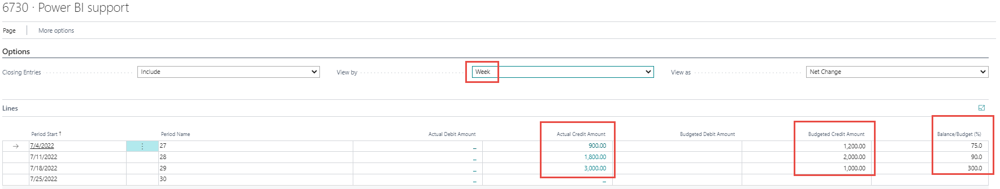 6730 · Power BI support
Page More options
Options
Closing Entries Include View by Week View as Net Change
Lines
Period Start ↑ Period Name Actual Debit Amount Actual Credit Amount Budgeted Debit Amount Budgeted Credit Amount Balance/Budget (%)
→ 7/4/2022 ⋮ 27 _ 900.00 1,200.00 75.0
7/11/2022 28 _ 1,800.00 2,000.00 90.0
7/18/2022 29 _ 3,000.00 1,000.00 300.0
7/25/2022 30 _ _